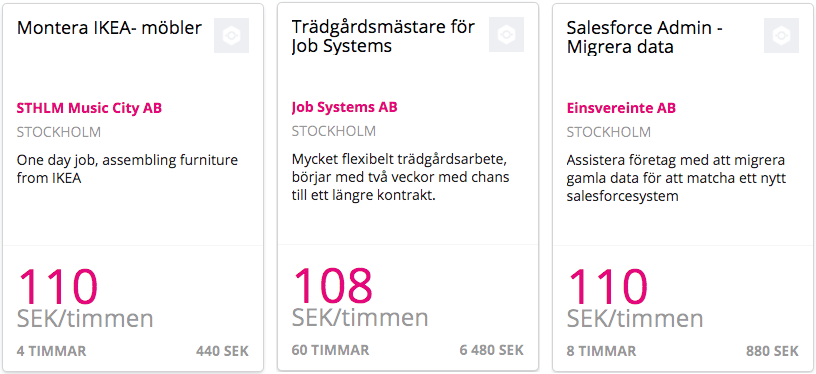 Montera IKEA- möbler
STHLM Music City AB
STOCKHOLM
One day job, assembling furniture
from IKEA
110
SEK/timmen
4 TIMMAR 440 SEK
Trädgårdsmästare för
Job Systems
Job Systems AB
STOCKHOLM
Mycket flexibelt trädgårdsarbete,
börjar med två veckor med chans
till ett längre kontrakt.
108
SEK/timmen
60 TIMMAR 6 480 SEK
Salesforce Admin -
Migrera data
Einsvereinte AB
STOCKHOLM
Assistera företag med att migrera
gamla data för att matcha ett nytt
salesforcesystem
110
SEK/timmen
8 TIMMAR 880 SEK